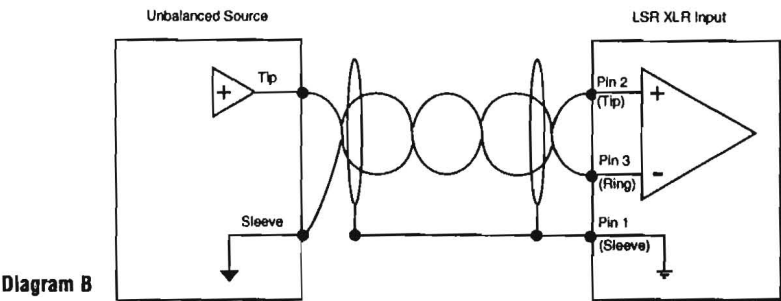 Unbalanced Source
LSR XLR Input
Tip
+
Pin 2
(Tip)
+
Pin 3
(Ring)
-
Sleeve
Pin 1
(Sleeve)
Diagram B